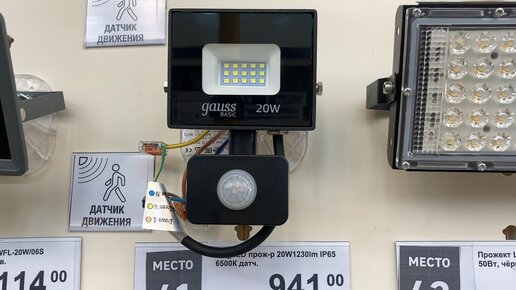 ДАТЧИК
ДВИЖЕНИЯ
gauss
BASIC
20W
ДАТЧИК
ДВИЖЕНИЯ
WFL-20W/06S
114 00
МЕСТО
прож-р 20W1230lm IP65
6500K датч.
941 00
МЕСТО
Прожект
50Вт, чёр